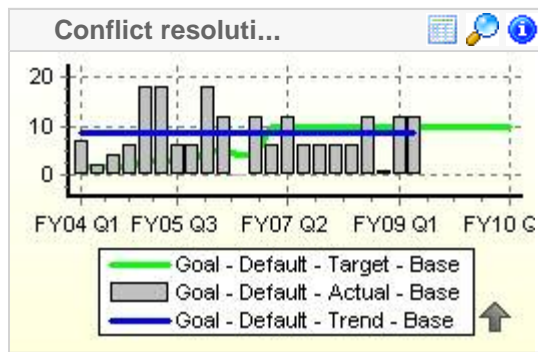 Conflict resoluti...
20
10
0
FY04 Q1 FY05 Q3 FY07 Q2 FY09 Q1 FY10 Q
Goal - Default - Target - Base
Goal - Default - Actual - Base
Goal - Default - Trend - Base